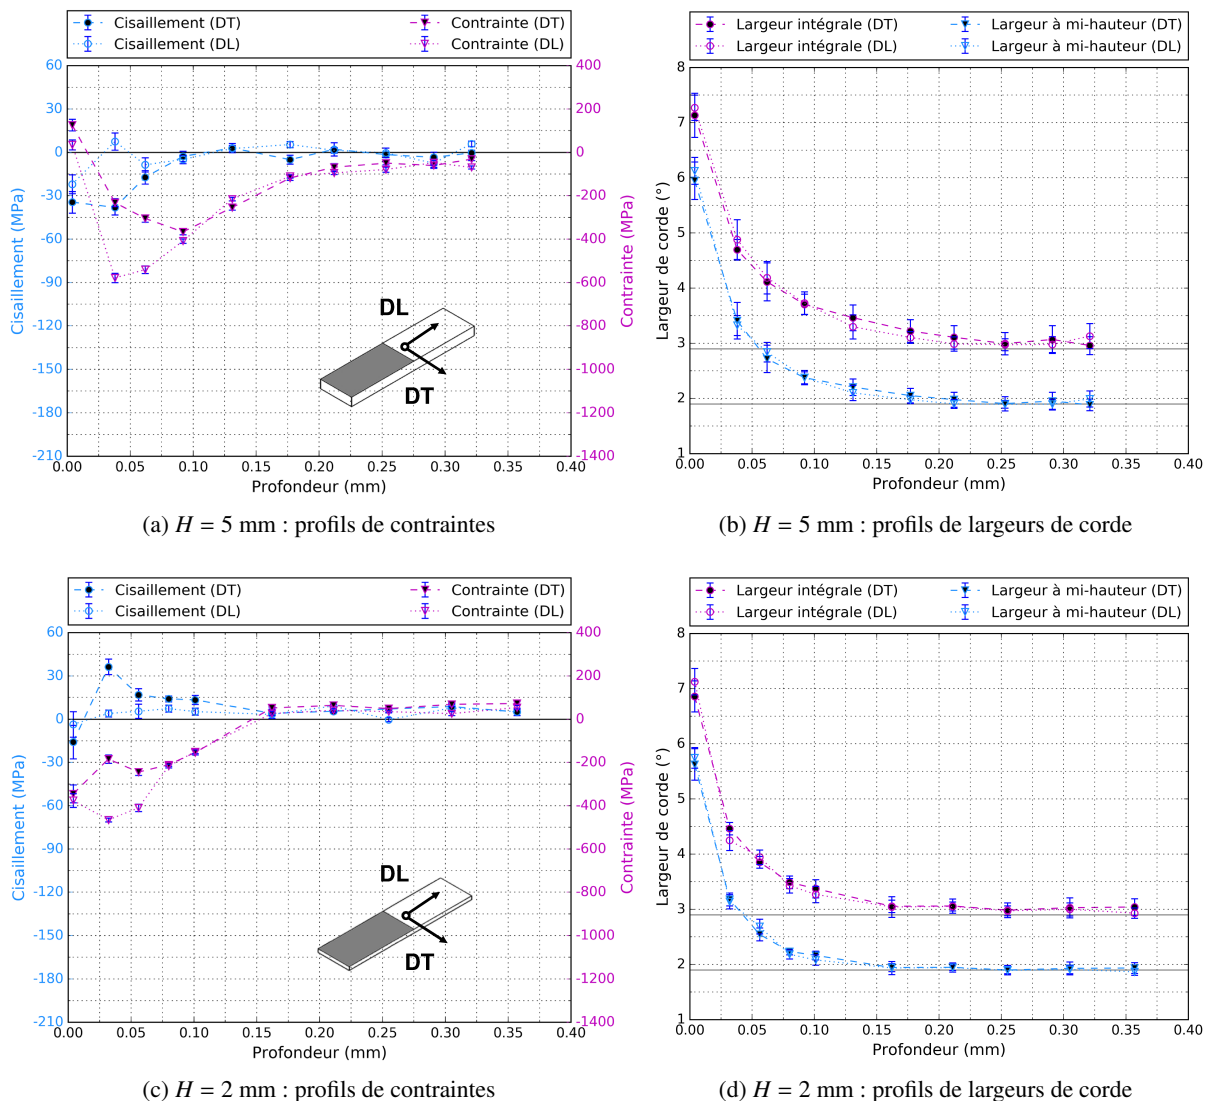 Cisaillement (DT) Contrainte (DT)
Cisaillement (DL) Contrainte (DL)
60 30 0 -30 -60 -90 -120 -150 -180 -210
Cisaillement (MPa)
400 200 0 -200 -400 -600 -800 -1000 -1200 -1400
Contrainte (MPa)
DL
DT
0.00 0.05 0.10 0.15 0.20 0.25 0.30 0.35 0.40
Profondeur (mm)
(a) H = 5 mm : profils de contraintes
Largeur intégrale (DT) Largeur à mi-hauteur (DT)
Largeur intégrale (DL) Largeur à mi-hauteur (DL)
8 7 6 5 4 3 2 1
Largeur de corde (°)
0.00 0.05 0.10 0.15 0.20 0.25 0.30 0.35 0.40
Profondeur (mm)
(b) H = 5 mm : profils de largeurs de corde
Cisaillement (DT) Contrainte (DT)
Cisaillement (DL) Contrainte (DL)
60 30 0 -30 -60 -90 -120 -150 -180 -210
Cisaillement (MPa)
400 200 0 -200 -400 -600 -800 -1000 -1200 -1400
Contrainte (MPa)
DL
DT
0.00 0.05 0.10 0.15 0.20 0.25 0.30 0.35 0.40
Profondeur (mm)
(c) H = 2 mm : profils de contraintes
Largeur intégrale (DT) Largeur à mi-hauteur (DT)
Largeur intégrale (DL) Largeur à mi-hauteur (DL)
8 7 6 5 4 3 2 1
Largeur de corde (°)
0.00 0.05 0.10 0.15 0.20 0.25 0.30 0.35 0.40
Profondeur (mm)
(d) H = 2 mm : profils de largeurs de corde